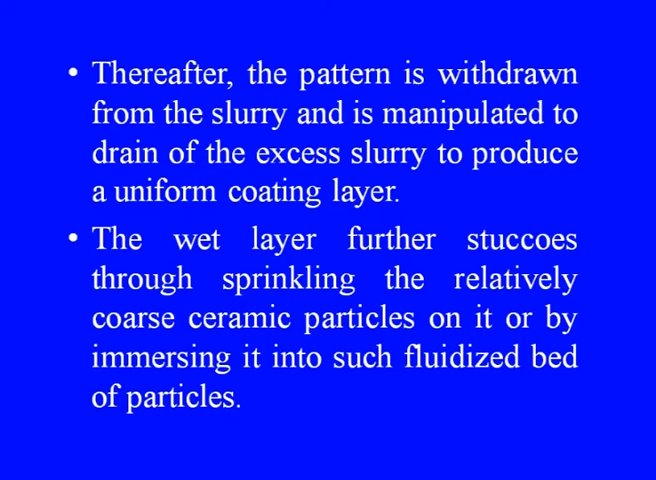 • Thereafter, the pattern is withdrawn
from the slurry and is manipulated to
drain of the excess slurry to produce
a uniform coating layer.
• The wet layer further stuccoes
through sprinkling the relatively
coarse ceramic particles on it or by
immersing it into such fluidized bed
of particles.